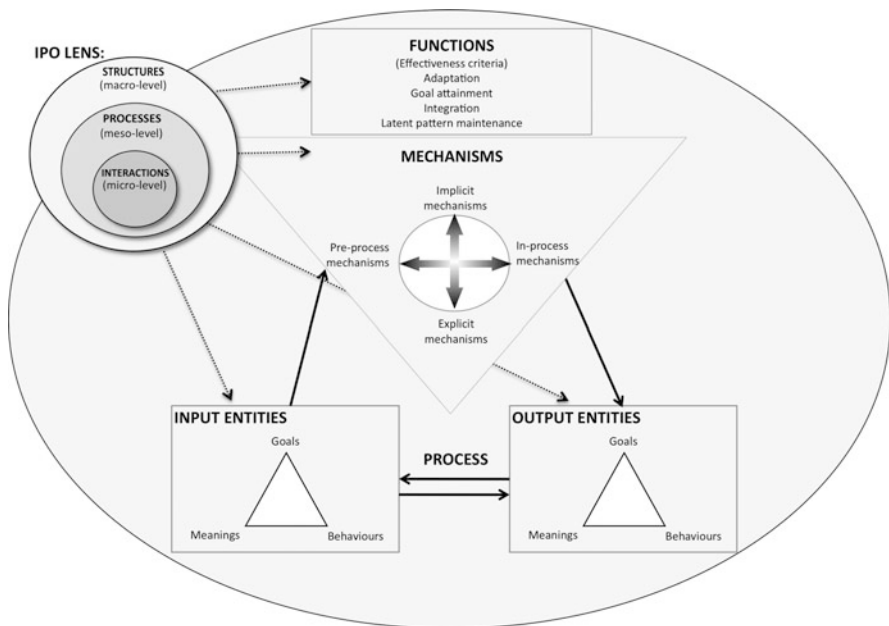 IPO LENS:
STRUCTURES
(macro-level)
PROCESSES
(meso-level)
INTERACTIONS
(micro-level)
FUNCTIONS
(Effectiveness criteria)
Adaptation
Goal attainment
Integration
Latent pattern maintenance
MECHANISMS
Implicit
mechanisms
Pre-process
mechanisms
In-process
mechanisms
Explicit
mechanisms
INPUT ENTITIES
Goals
Meanings
Behaviours
PROCESS
OUTPUT ENTITIES
Goals
Meanings
Behaviours